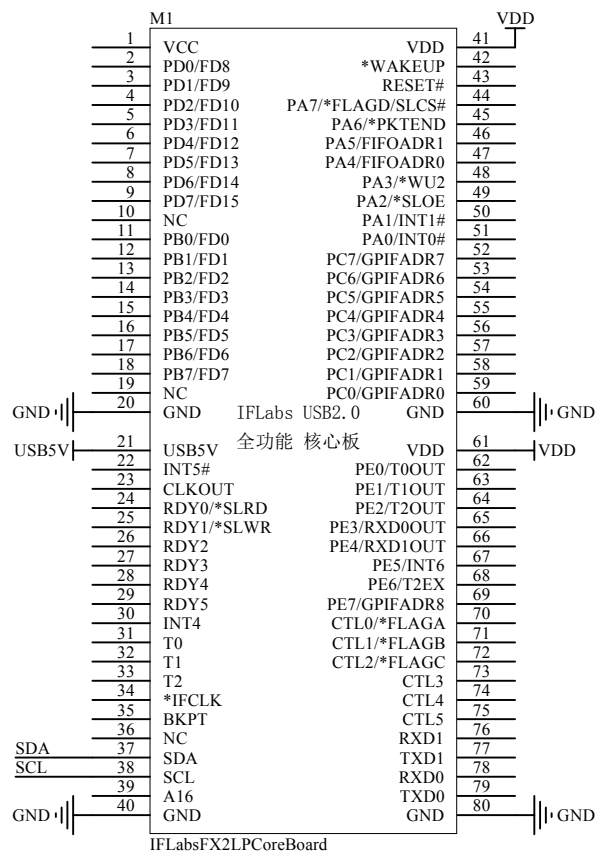 M1
VDD
1 VCC VDD 41
2 PD0/FD8 *WAKEUP 42
3 PD1/FD9 RESET# 43
4 PD2/FD10 PA7/*FLAGD/SLCS# 44
5 PD3/FD11 PA6/*PKTEND 45
6 PD4/FD12 PA5/FIFOADR1 46
7 PD5/FD13 PA4/FIFOADR0 47
8 PD6/FD14 PA3/*WU2 48
9 PD7/FD15 PA2/*SLOE 49
10 NC PA1/INT1# 50
11 PB0/FD0 PA0/INT0# 51
12 PB1/FD1 PC7/GPIFADR7 52
13 PB2/FD2 PC6/GPIFADR6 53
14 PB3/FD3 PC5/GPIFADR5 54
15 PB4/FD4 PC4/GPIFADR4 55
16 PB5/FD5 PC3/GPIFADR3 56
17 PB6/FD6 PC2/GPIFADR2 57
18 PB7/FD7 PC1/GPIFADR1 58
19 NC PC0/GPIFADR0 59
GND 20 GND IFLabs USB2.0 GND 60 GND
全功能 核心板
USB5V 21 USB5V VDD 61 VDD
22 INT5# PE0/T0OUT 62
23 CLKOUT PE1/T1OUT 63
24 RDY0/*SLRD PE2/T2OUT 64
25 RDY1/*SLWR PE3/RXD0OUT 65
26 RDY2 PE4/RXD1OUT 66
27 RDY3 PE5/INT6 67
28 RDY4 PE6/T2EX 68
29 RDY5 PE7/GPIFADR8 69
30 INT4 CTL0/*FLAGA 70
31 T0 CTL1/*FLAGB 71
32 T1 CTL2/*FLAGC 72
33 T2 CTL3 73
34 *IFCLK CTL4 74
35 BKPT CTL5 75
36 NC RXD1 76
SDA 37 SDA TXD1 77
SCL 38 SCL RXD0 78
39 A16 TXD0 79
GND 40 GND GND 80 GND
IFLabsFX2LPCoreBoard